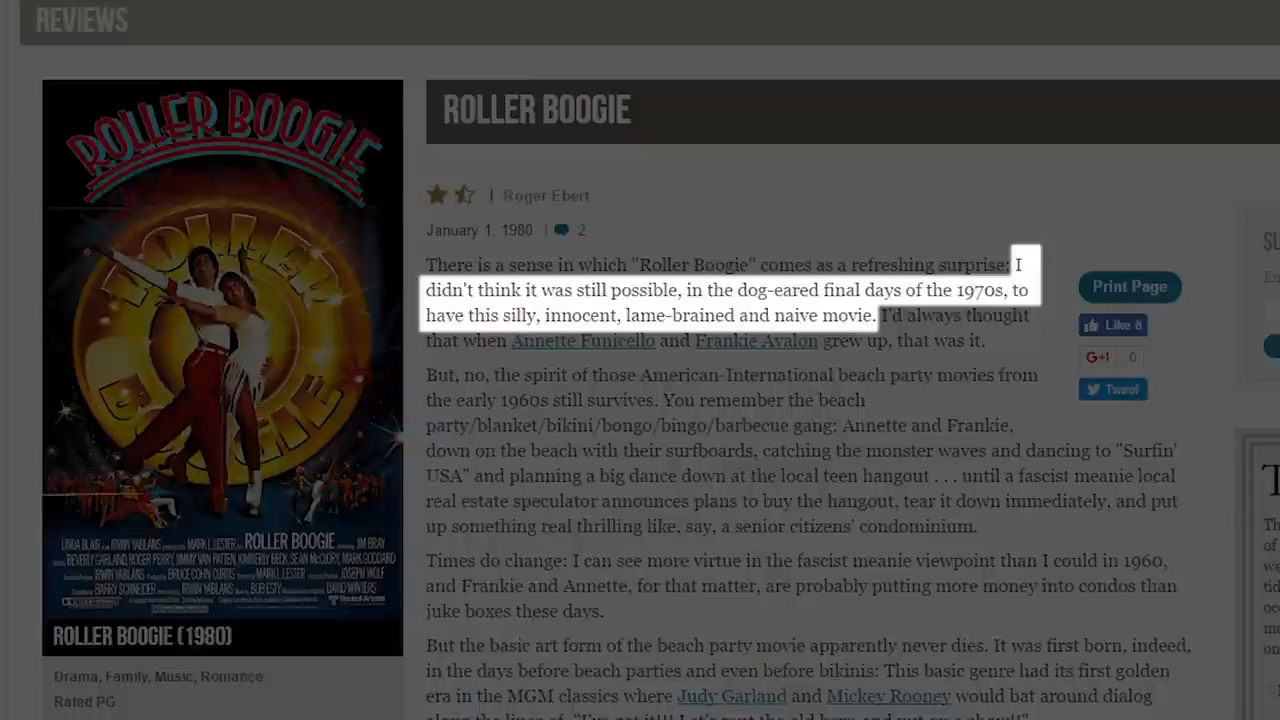 REVIEWS
ROLLER BOOGIE
ROLLER BOOGIE
ROLLER BOOGIE (1980)
Drama, Family, Music, Romance
Rated PG
ROLLER BOOGIE
| Roger Ebert
January 1, 1980 | 2
There is a sense in which "Roller Boogie" comes as a refreshing surprise: I
didn't think it was still possible, in the dog-eared final days of the 1970s, to
have this silly, innocent, lame-brained and naive movie. I'd always thought
that when Annette Funicello and Frankie Avalon grew up, that was it.
But, no, the spirit of those American-International beach party movies from
the early 1960s still survives. You remember the beach
party/blanket/bikini/bongo/bingo/barbecue gang: Annette and Frankie,
down on the beach with their surfboards, catching the monster waves and dancing to "Surfin'
USA" and planning a big dance down at the local teen hangout . . . until a fascist meanie local
real estate speculator announces plans to buy the hangout, tear it down immediately, and put
up something real thrilling like, say, a senior citizens' condominium.
Times do change: I can see more virtue in the fascist meanie viewpoint than I could in 1960,
and Frankie and Annette, for that matter, are probably putting more money into condos than
juke boxes these days.
But the basic art form of the beach party movie apparently never dies. It was first born, indeed,
in the days before beach parties and even before bikinis: This basic genre had its first golden
era in the MGM classics where Judy Garland and Mickey Rooney would bat around dialog
Print Page
Like 8
G+1 0
Tweet